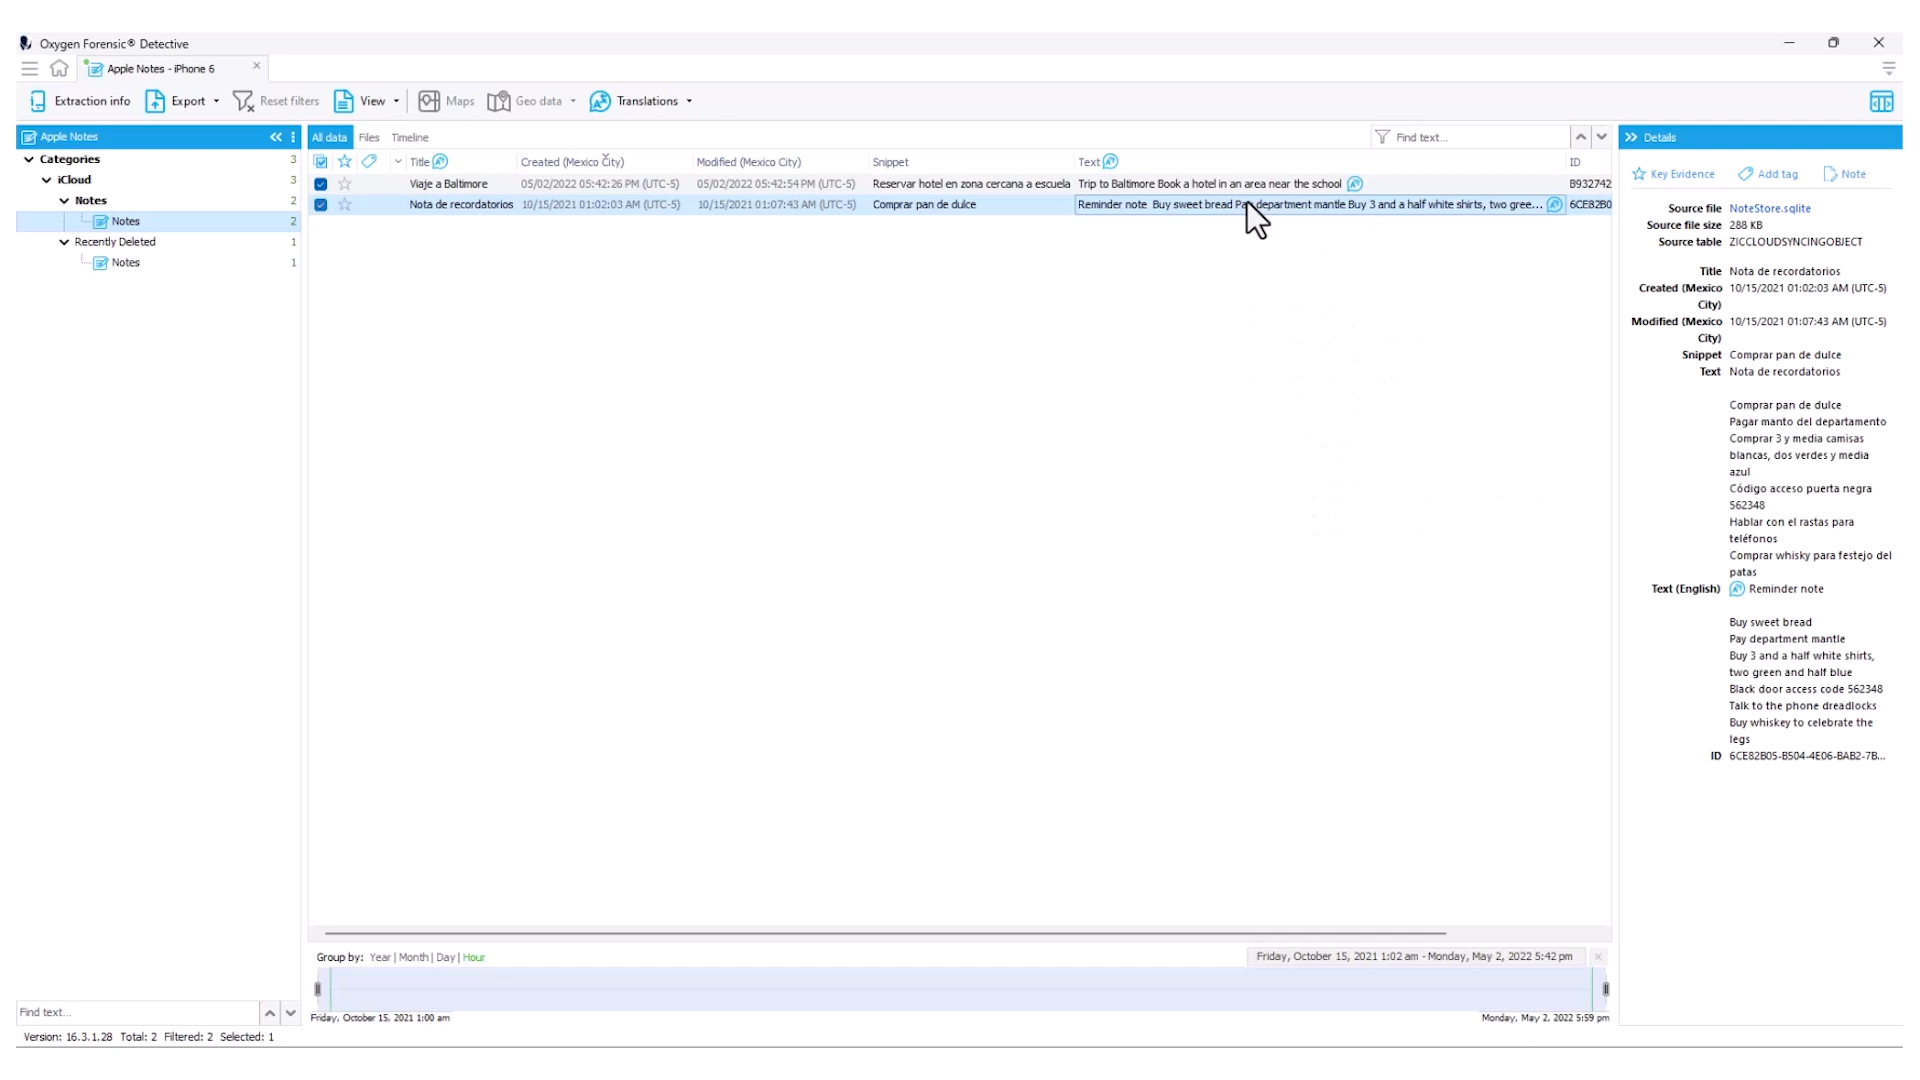 Oxygen Forensic® Detective
Apple Notes - iPhone 6
Extraction info Export Reset filters View Maps Geo data Translations
Apple Notes
Categories 3
iCloud 3
Notes 2
Notes 2
Recently Deleted 1
Notes 1
All data Files Timeline Find text...
Title Created (Mexico City) Modified (Mexico City) Snippet Text ID
Viaje a Baltimore 05/02/2022 05:42:26 PM (UTC-5) 05/02/2022 05:42:54 PM (UTC-5) Reservar hotel en zona cercana a escuela Trip to Baltimore Book a hotel in an area near the school B932742
Nota de recordatorios 10/15/2021 01:02:03 AM (UTC-5) 10/15/2021 01:07:43 AM (UTC-5) Comprar pan de dulce Reminder note Buy sweet bread Pay department mantle Buy 3 and a half white shirts, two gree... 6CE82B0
Details
Key Evidence Add tag Note
Source file NoteStore.sqlite
Source file size 288 KB
Source table ZICCLOUDSYNCINGOBJECT
Title Nota de recordatorios
Created (Mexico 10/15/2021 01:02:03 AM (UTC-5)
City)
Modified (Mexico 10/15/2021 01:07:43 AM (UTC-5)
City)
Snippet Comprar pan de dulce
Text Nota de recordatorios
Comprar pan de dulce
Pagar manto del departamento
Comprar 3 y media camisas
blancas, dos verdes y media
azul
Código acceso puerta negra
562348
Hablar con el rastas para
teléfonos
Comprar whisky para festejo del
patas
Text (English) Reminder note
Buy sweet bread
Pay department mantle
Buy 3 and a half white shirts,
two green and half blue
Black door access code 562348
Talk to the phone dreadlocks
Buy whiskey to celebrate the
legs
ID 6CE82B05-B504-4E06-BAB2-7B...
Group by: Year | Month | Day | Hour
Friday, October 15, 2021 1:02 am - Monday, May 2, 2022 5:42 pm
Friday, October 15, 2021 1:00 am
Monday, May 2, 2022 5:59 pm
Find text...
Version: 16.3.1.28 Total: 2 Filtered: 2 Selected: 1